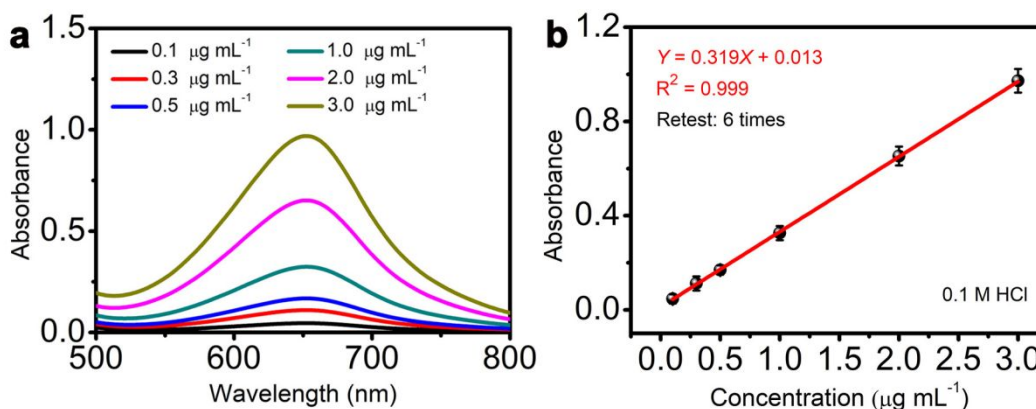 a
1.5
1.0
0.5
0.0
Absorbance
0.1 μg mL⁻¹
0.3 μg mL⁻¹
0.5 μg mL⁻¹
1.0 μg mL⁻¹
2.0 μg mL⁻¹
3.0 μg mL⁻¹
500 600 700 800
Wavelength (nm)
b
1.2
0.8
0.4
0.0
Absorbance
Y = 0.319X + 0.013
R² = 0.999
Retest: 6 times
0.1 M HCl
0.0 0.5 1.0 1.5 2.0 2.5 3.0
Concentration (μg mL⁻¹)